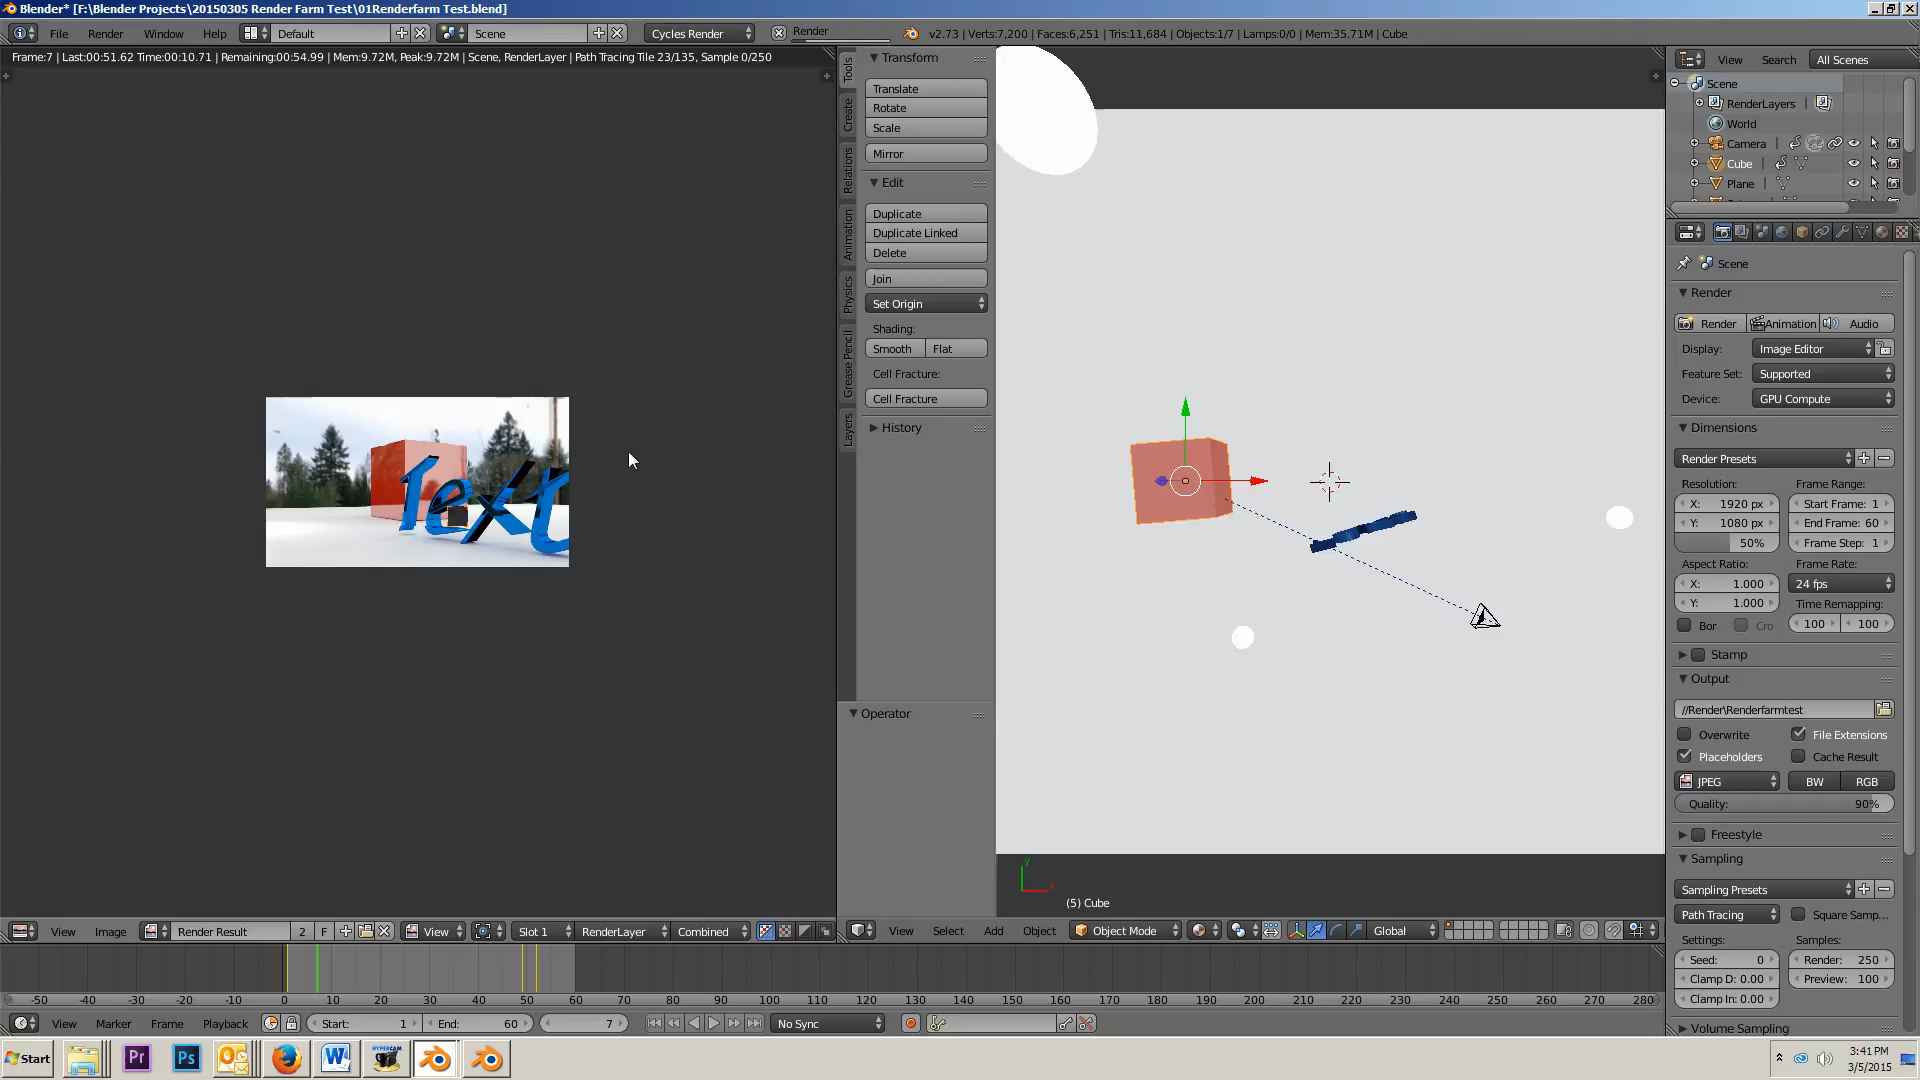 Blender* [F:\Blender Projects\20150305 Render Farm Test\01Renderfarm Test.blend]
File Render Window Help Default Scene Cycles Render Render v2.73 | Verts:7,200 | Faces:6,251 | Tris:11,684 | Objects:1/7 | Lamps:0/0 | Mem:35.71M | Cube
Frame:7 | Last:00:51.62 Time:00:10.71 | Remaining:00:54.99 | Mem:9.72M, Peak:9.72M | Scene, RenderLayer | Path Tracing Tile 23/135, Sample 0/250
Text
Tools
Create
Relations
Animation
Physics
Grease Pencil
Layers
Transform
Translate
Rotate
Scale
Mirror
Edit
Duplicate
Duplicate Linked
Delete
Join
Set Origin
Shading:
Smooth Flat
Cell Fracture:
Cell Fracture
History
Operator
y
x
(5) Cube
View Search All Scenes
Scene
RenderLayers
World
Camera
Cube
Plane
Scene
Render
Render Animation Audio
Display: Image Editor
Feature Set: Supported
Device: GPU Compute
Dimensions
Render Presets
Resolution: Frame Range:
X: 1920 px Start Frame: 1
Y: 1080 px End Frame: 60
50% Frame Step: 1
Aspect Ratio: Frame Rate:
X: 1.000 24 fps
Y: 1.000 Time Remapping:
Bor Cro 100 100
Stamp
Output
//Render\Renderfarmtest
Overwrite File Extensions
Placeholders Cache Result
JPEG BW RGB
Quality: 90%
Freestyle
Sampling
Sampling Presets
Path Tracing Square Samp...
Settings: Samples:
Seed: 0 Render: 250
Clamp D: 0.00 Preview: 100
Clamp In: 0.00
Volume Sampling
View Image Render Result 2 F View Slot 1 RenderLayer Combined
View Select Add Object Object Mode Global
-50 -40 -30 -20 -10 0 10 20 30 40 50 60 70 80 90 100 110 120 130 140 150 160 170 180 190 200 210 220 230 240 250 260 270 280
View Marker Frame Playback Start: 1 End: 60 7 No Sync
Start Pr Ps HYPERCAM
3:41 PM
3/5/2015